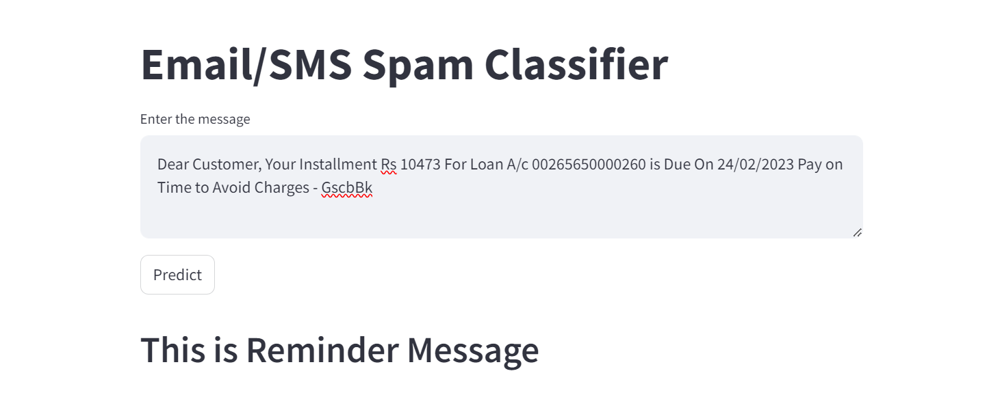 Email/SMS Spam Classifier
Enter the message
Dear Customer, Your Installment Rs 10473 For Loan A/c 00265650000260 is Due On 24/02/2023 Pay on
Time to Avoid Charges - GscbBk
Predict
This is Reminder Message